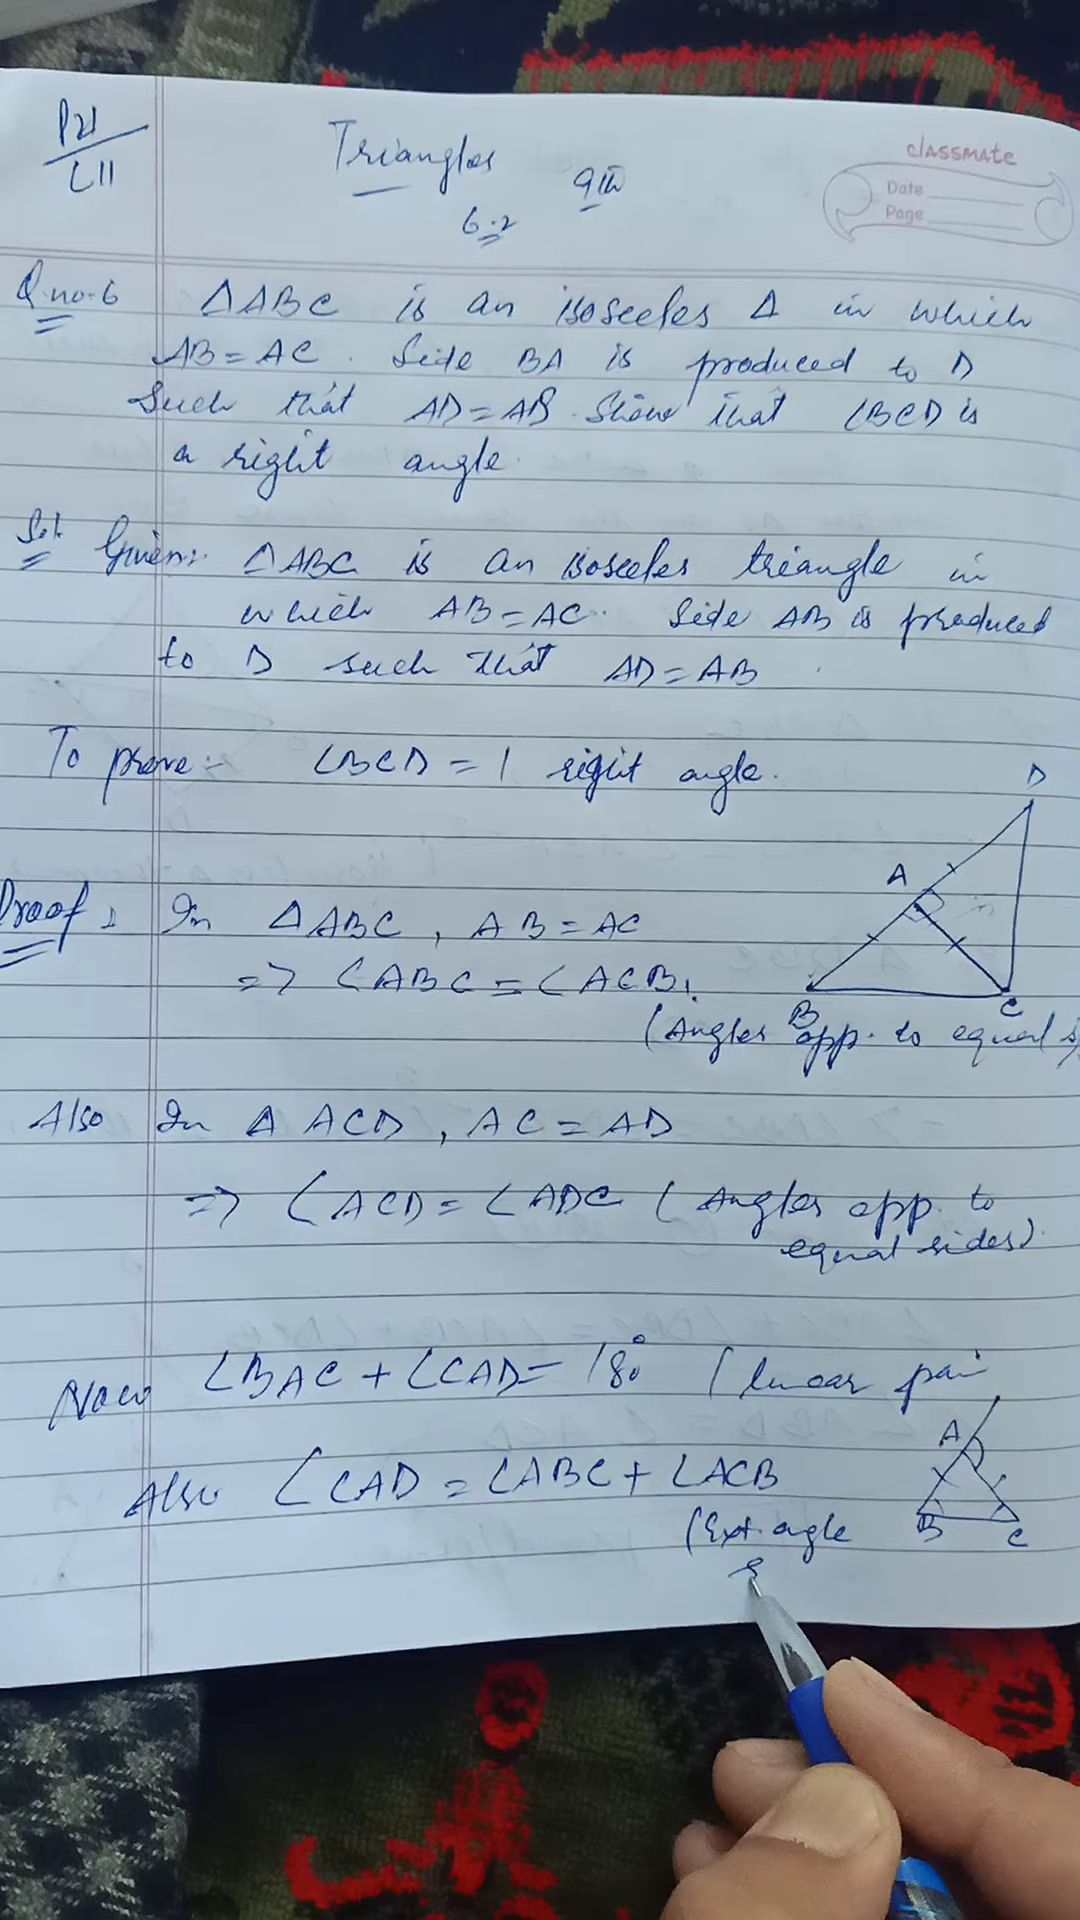 P21
L11
Triangles 9th
6.2
classmate
Date
Page
Q.no.6 ΔABC is an isosceles Δ in which
AB = AC. Side BA is produced to D
Such that AD = AB. Show that ∠BCD is
a right angle.
Sol. Given:- ΔABC is an isosceles triangle in
which AB = AC. Side AB is produced
to D such that AD = AB
To prove:- ∠BCD = 1 right angle.
D
A
B
C
Proof: In ΔABC, AB = AC
=> ∠ABC = ∠ACB,
(Angles opp. to equal s
Also In Δ ACD, AC = AD
=> ∠ACD = ∠ADC (Angles opp. to
equal sides)
Now ∠BAC + ∠CAD = 180° (linear pair
Also ∠CAD = ∠ABC + ∠ACB
(Ext. agle
A
B
C